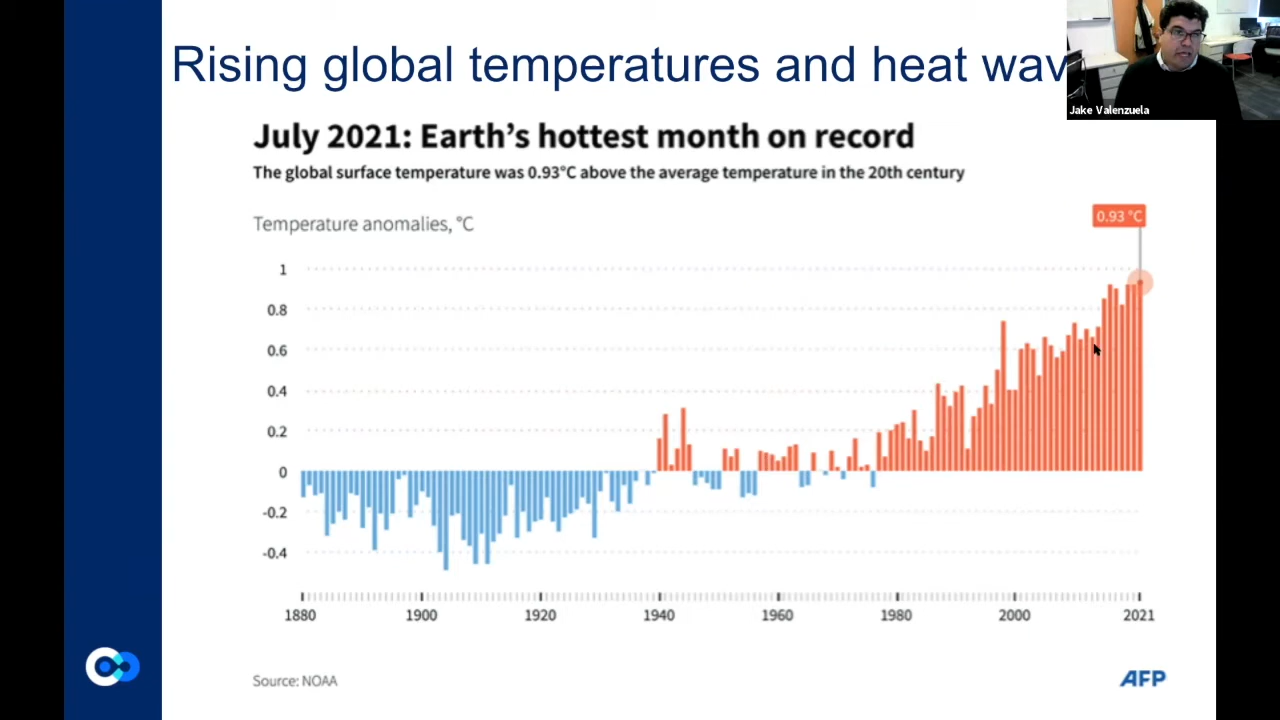 Rising global temperatures and heat wav
Jake Valenzuela
July 2021: Earth's hottest month on record
The global surface temperature was 0.93°C above the average temperature in the 20th century
Temperature anomalies, °C
0.93 °C
1
0.8
0.6
0.4
0.2
0
-0.2
-0.4
1880 1900 1920 1940 1960 1980 2000 2021
Source: NOAA
AFP